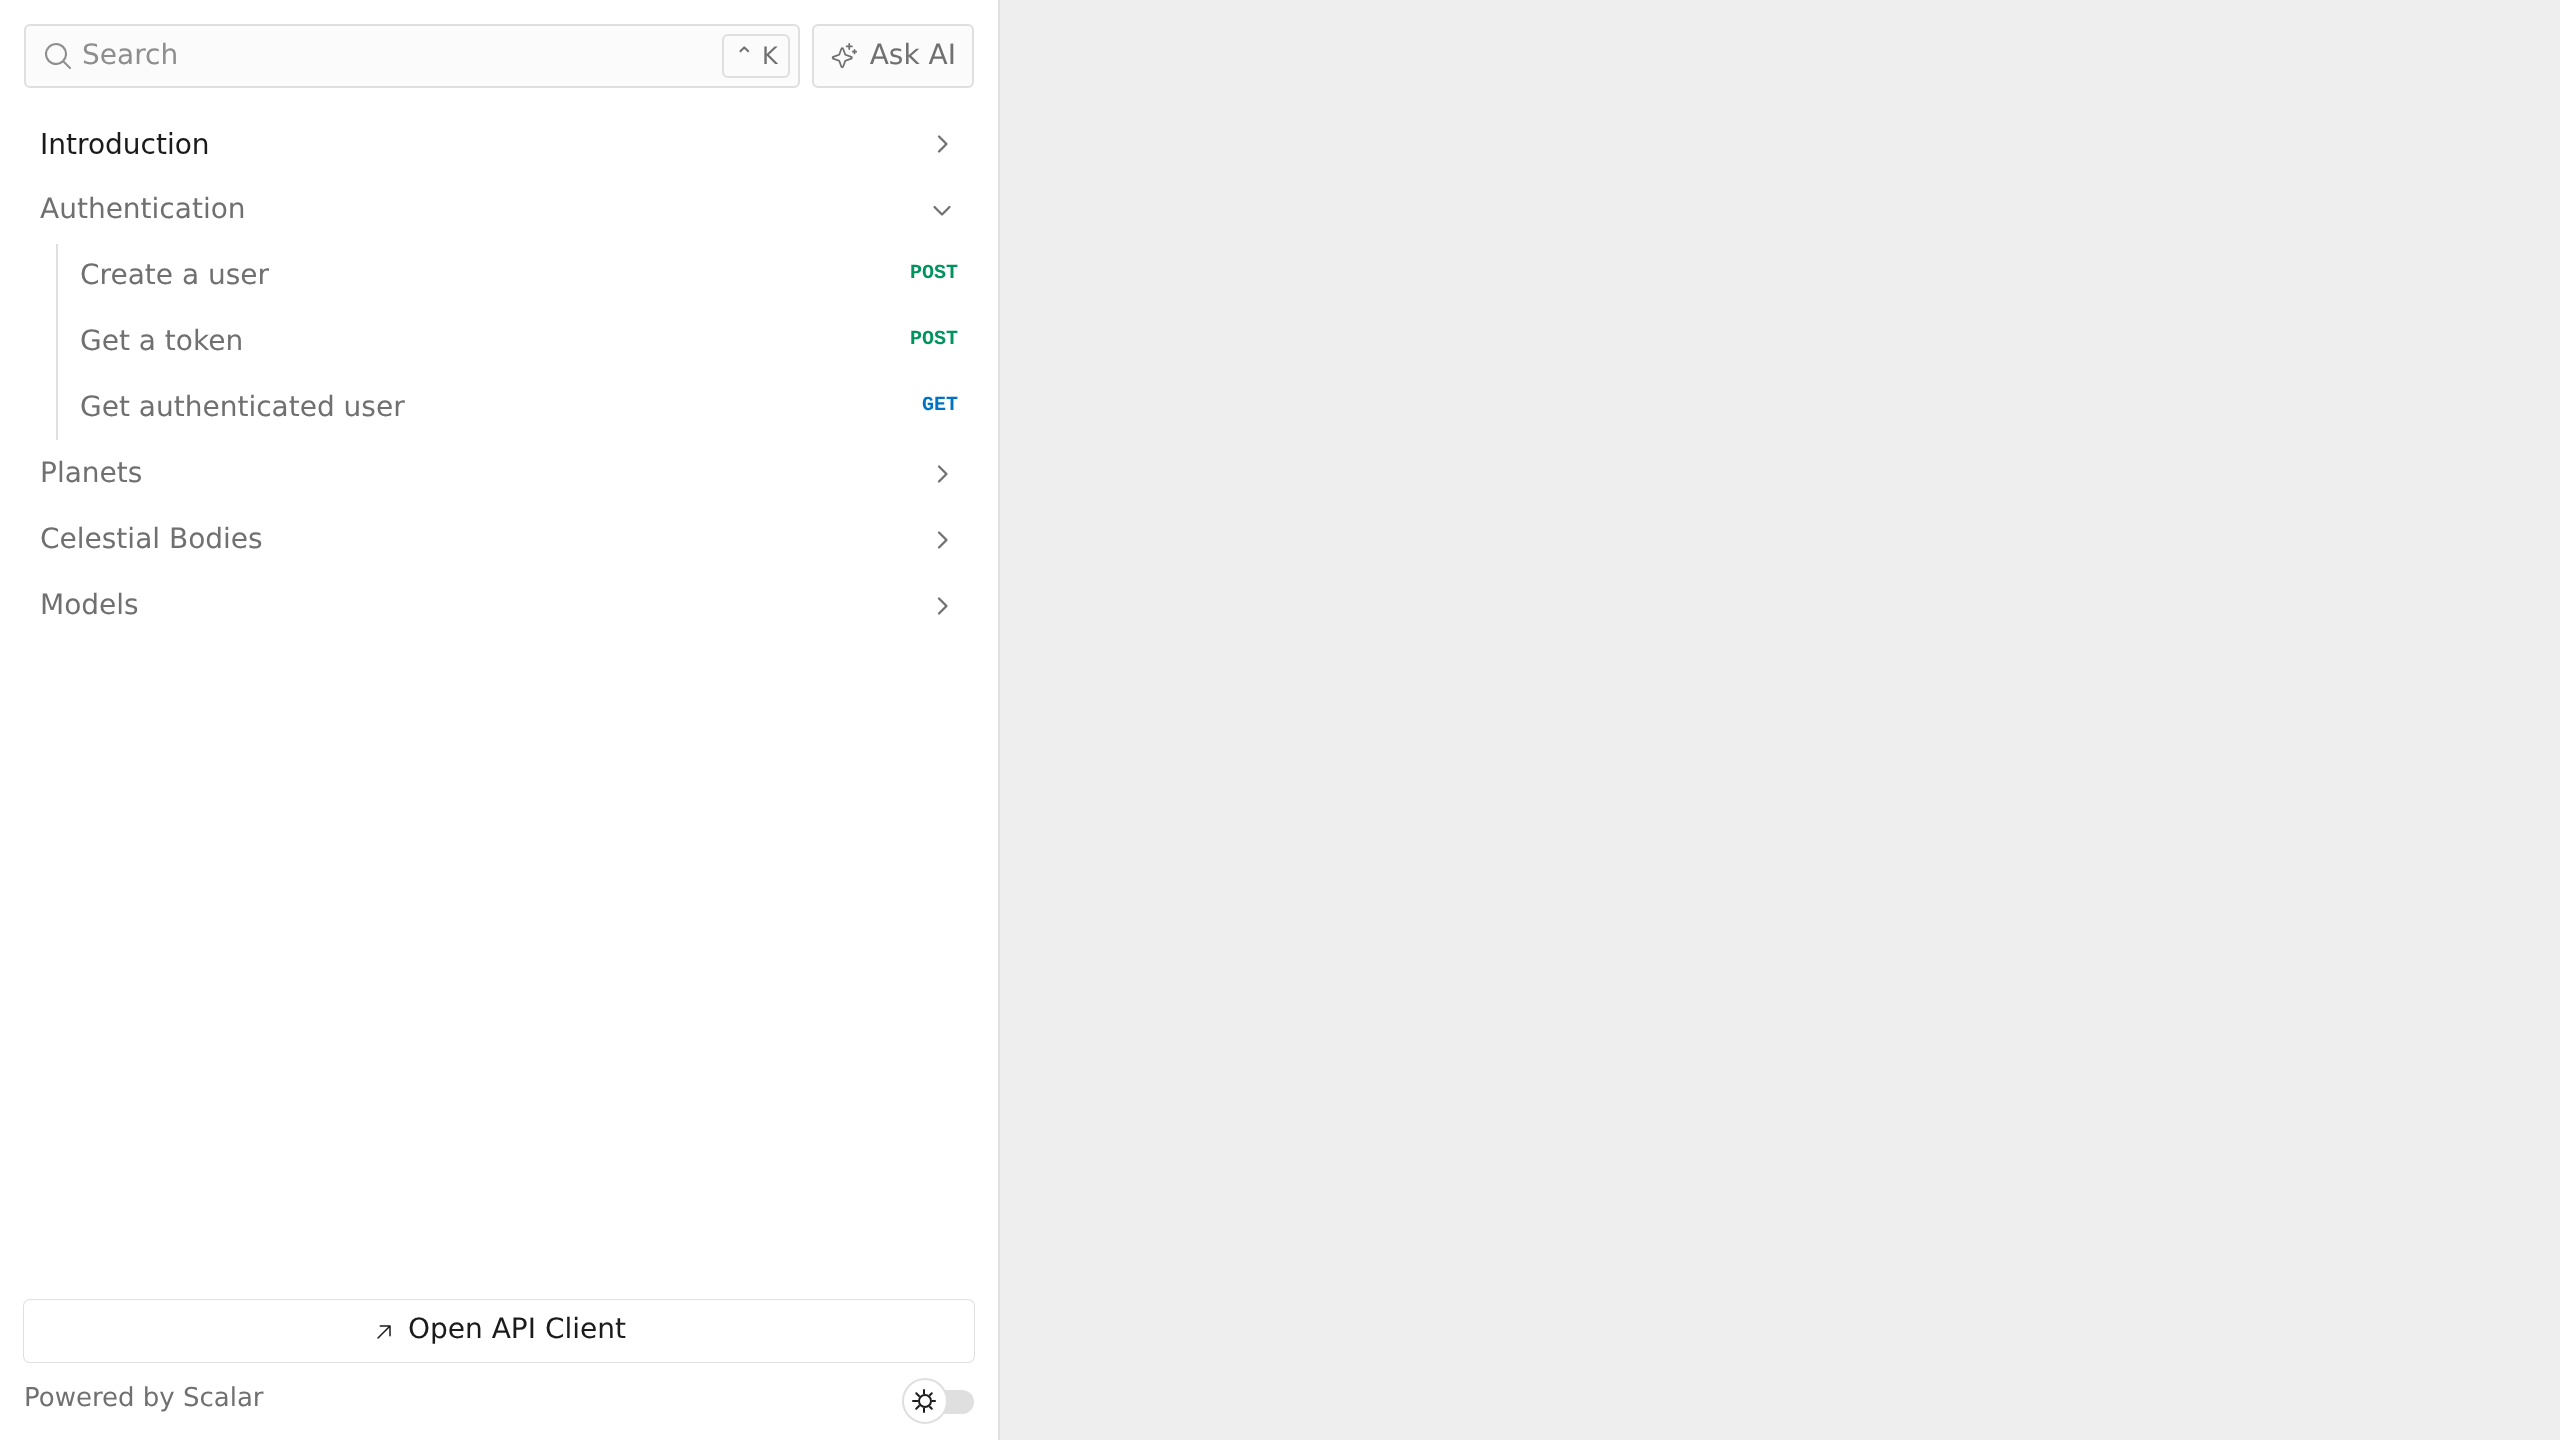 Search ⌃ K Ask AI
Introduction
Authentication
Create a user POST
Get a token POST
Get authenticated user GET
Planets
Celestial Bodies
Models
Open API Client
Powered by Scalar